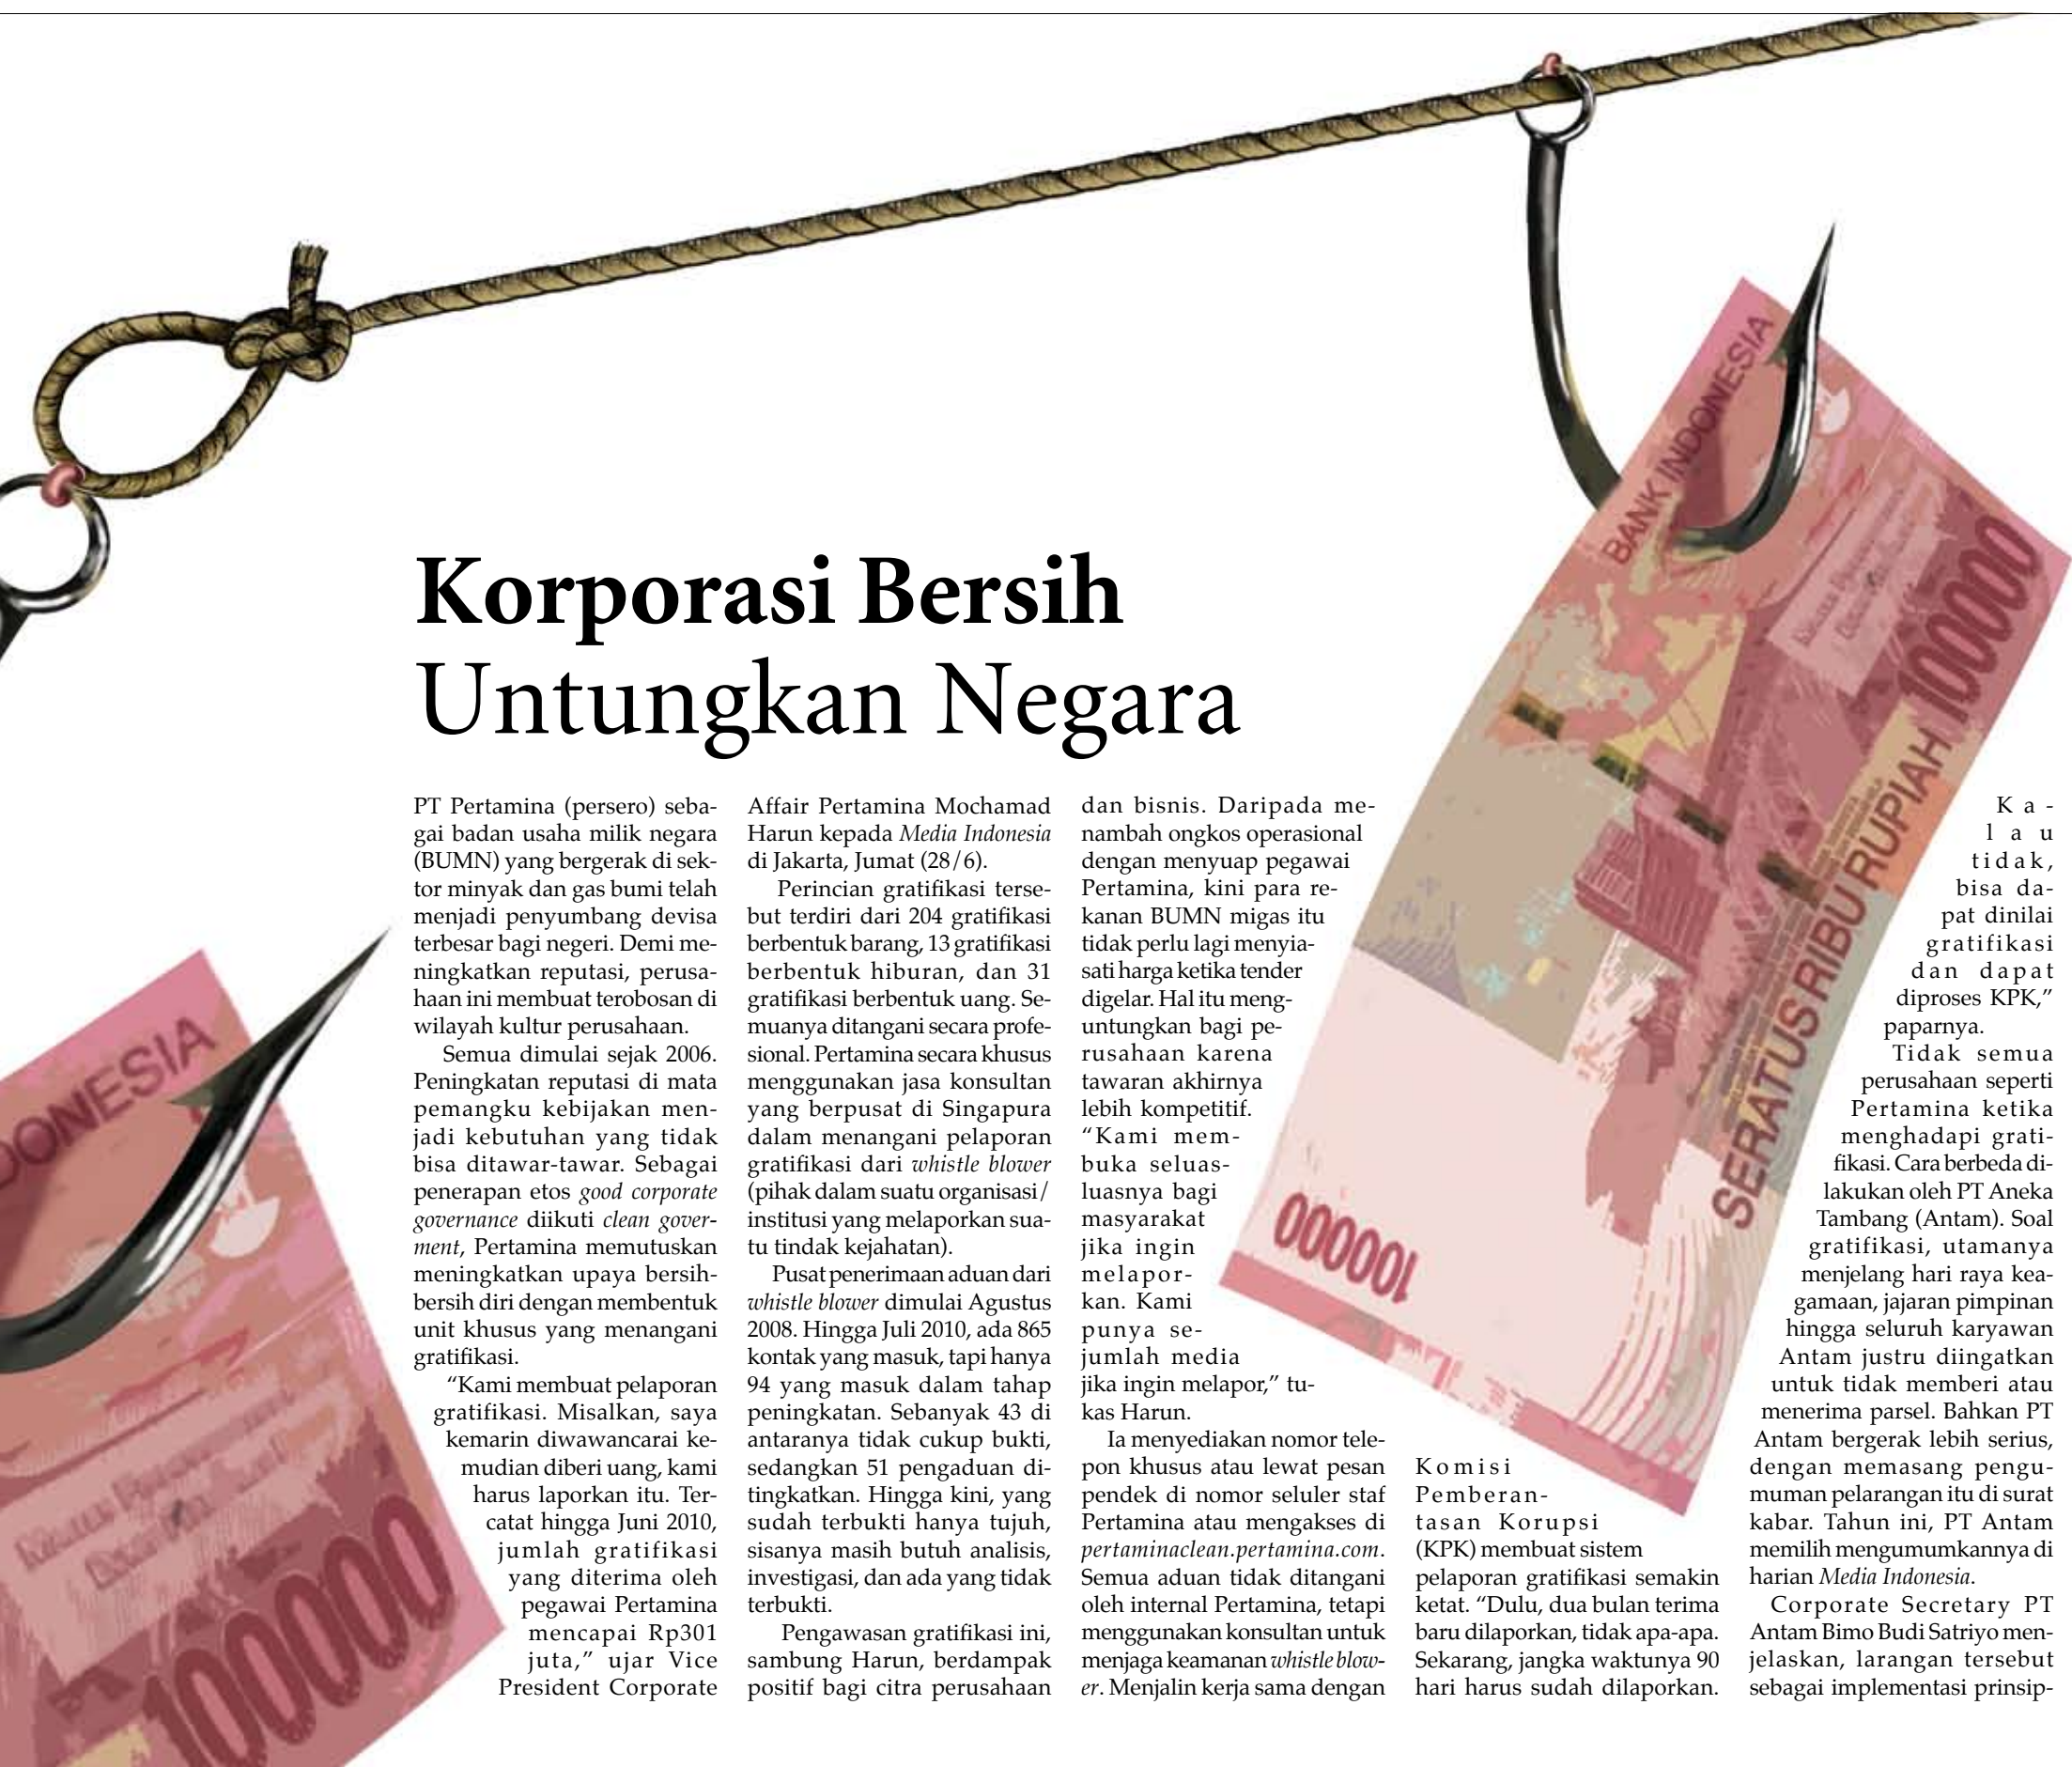 Korporasi Bersih
Untungkan Negara
PT Pertamina (persero) seba-
gai badan usaha milik negara
(BUMN) yang bergerak di sek-
tor minyak dan gas bumi telah
menjadi penyumbang devisa
terbesar bagi negeri. Demi me-
ningkatkan reputasi, perusa-
haan ini membuat terobosan di
wilayah kultur perusahaan.
Semua dimulai sejak 2006.
Peningkatan reputasi di mata
pemangku kebijakan men-
jadi kebutuhan yang tidak
bisa ditawar-tawar. Sebagai
penerapan etos good corporate
governance diikuti clean gover-
ment, Pertamina memutuskan
meningkatkan upaya bersih-
bersih diri dengan membentuk
unit khusus yang menangani
gratifikasi.
“Kami membuat pelaporan
gratifikasi. Misalkan, saya
kemarin diwawancarai ke-
mudian diberi uang, kami
harus laporkan itu. Ter-
catat hingga Juni 2010,
jumlah gratifikasi
yang diterima oleh
pegawai Pertamina
mencapai Rp301
juta,” ujar Vice
President Corporate
Affair Pertamina Mochamad
Harun kepada Media Indonesia
di Jakarta, Jumat (28/6).
Perincian gratifikasi terse-
but terdiri dari 204 gratifikasi
berbentuk barang, 13 gratifikasi
berbentuk hiburan, dan 31
gratifikasi berbentuk uang. Se-
muanya ditangani secara profe-
sional. Pertamina secara khusus
menggunakan jasa konsultan
yang berpusat di Singapura
dalam menangani pelaporan
gratifikasi dari whistle blower
(pihak dalam suatu organisasi/
institusi yang melaporkan sua-
tu tindak kejahatan).
Pusat penerimaan aduan dari
whistle blower dimulai Agustus
2008. Hingga Juli 2010, ada 865
kontak yang masuk, tapi hanya
94 yang masuk dalam tahap
peningkatan. Sebanyak 43 di
antaranya tidak cukup bukti,
sedangkan 51 pengaduan di-
tingkatkan. Hingga kini, yang
sudah terbukti hanya tujuh,
sisanya masih butuh analisis,
investigasi, dan ada yang tidak
terbukti.
Pengawasan gratifikasi ini,
sambung Harun, berdampak
positif bagi citra perusahaan
dan bisnis. Daripada me-
nambah ongkos operasional
dengan menyuap pegawai
Pertamina, kini para re-
kanan BUMN migas itu
tidak perlu lagi menyia-
sati harga ketika tender
digelar. Hal itu meng-
untungkan bagi pe-
rusahaan karena
tawaran akhirnya
lebih kompetitif.
“Kami mem-
buka seluas-
luasnya bagi
masyarakat
jika ingin
melapor-
kan. Kami
punya se-
jumlah media
jika ingin melapor,” tu-
kas Harun.
Ia menyediakan nomor tele-
pon khusus atau lewat pesan
pendek di nomor seluler staf
Pertamina atau mengakses di
pertaminaclean.pertamina.com.
Semua aduan tidak ditangani
oleh internal Pertamina, tetapi
menggunakan konsultan untuk
menjaga keamanan whistle blow-
er. Menjalin kerja sama dengan
Komisi
Pemberan-
tasan Korupsi
(KPK) membuat sistem
pelaporan gratifikasi semakin
ketat. “Dulu, dua bulan terima
baru dilaporkan, tidak apa-apa.
Sekarang, jangka waktunya 90
hari harus sudah dilaporkan.
Ka-
lau
tidak,
bisa da-
pat dinilai
gratifikasi
dan dapat
diproses KPK,”
paparnya.
Tidak semua
perusahaan seperti
Pertamina ketika
menghadapi grati-
fikasi. Cara berbeda di-
lakukan oleh PT Aneka
Tambang (Antam). Soal
gratifikasi, utamanya
menjelang hari raya kea-
gamaan, jajaran pimpinan
hingga seluruh karyawan
Antam justru diingatkan
untuk tidak memberi atau
menerima parsel. Bahkan PT
Antam bergerak lebih serius,
dengan memasang pengu-
muman pelarangan itu di surat
kabar. Tahun ini, PT Antam
memilih mengumumkannya di
harian Media Indonesia.
Corporate Secretary PT
Antam Bimo Budi Satriyo men-
jelaskan, larangan tersebut
sebagai implementasi prinsip-
BANK INDONESIA
100000
SERATUS RIBU RUPIAH
100000
DONESIA
100000